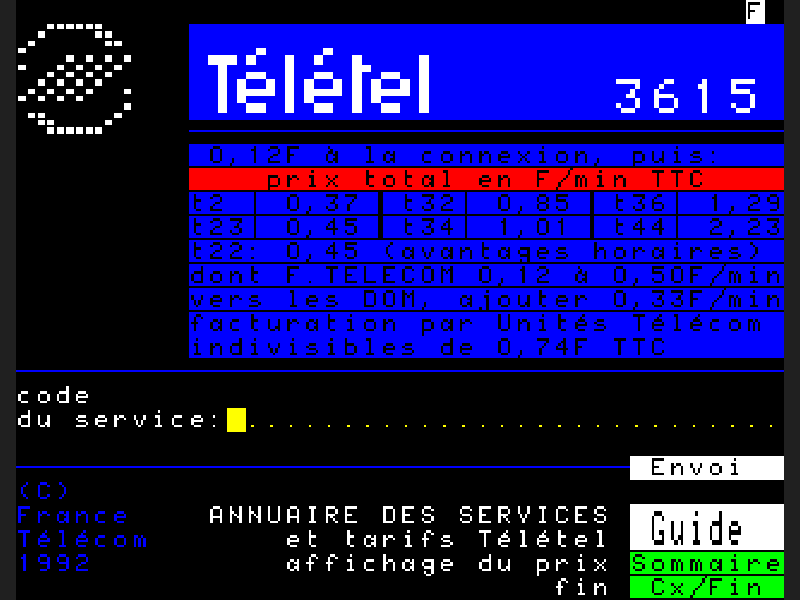 F
Télétel 3615
0,12F à la connexion, puis:
prix total en F/min TTC
t2 0,37 t32 0,85 t36 1,29
t23 0,45 t34 1,01 t44 2,23
t22: 0,45 (avantages horaires)
dont F.TELECOM 0,12 à 0,50F/min
vers les DOM, ajouter 0,33F/min
facturation par Unités Télécom
indivisibles de 0,74F TTC
code
du service:............................
Envoi
(C)
France ANNUAIRE DES SERVICES Guide
Télécom et tarifs Télétel
1992 affichage du prix Sommaire
fin Cx/Fin